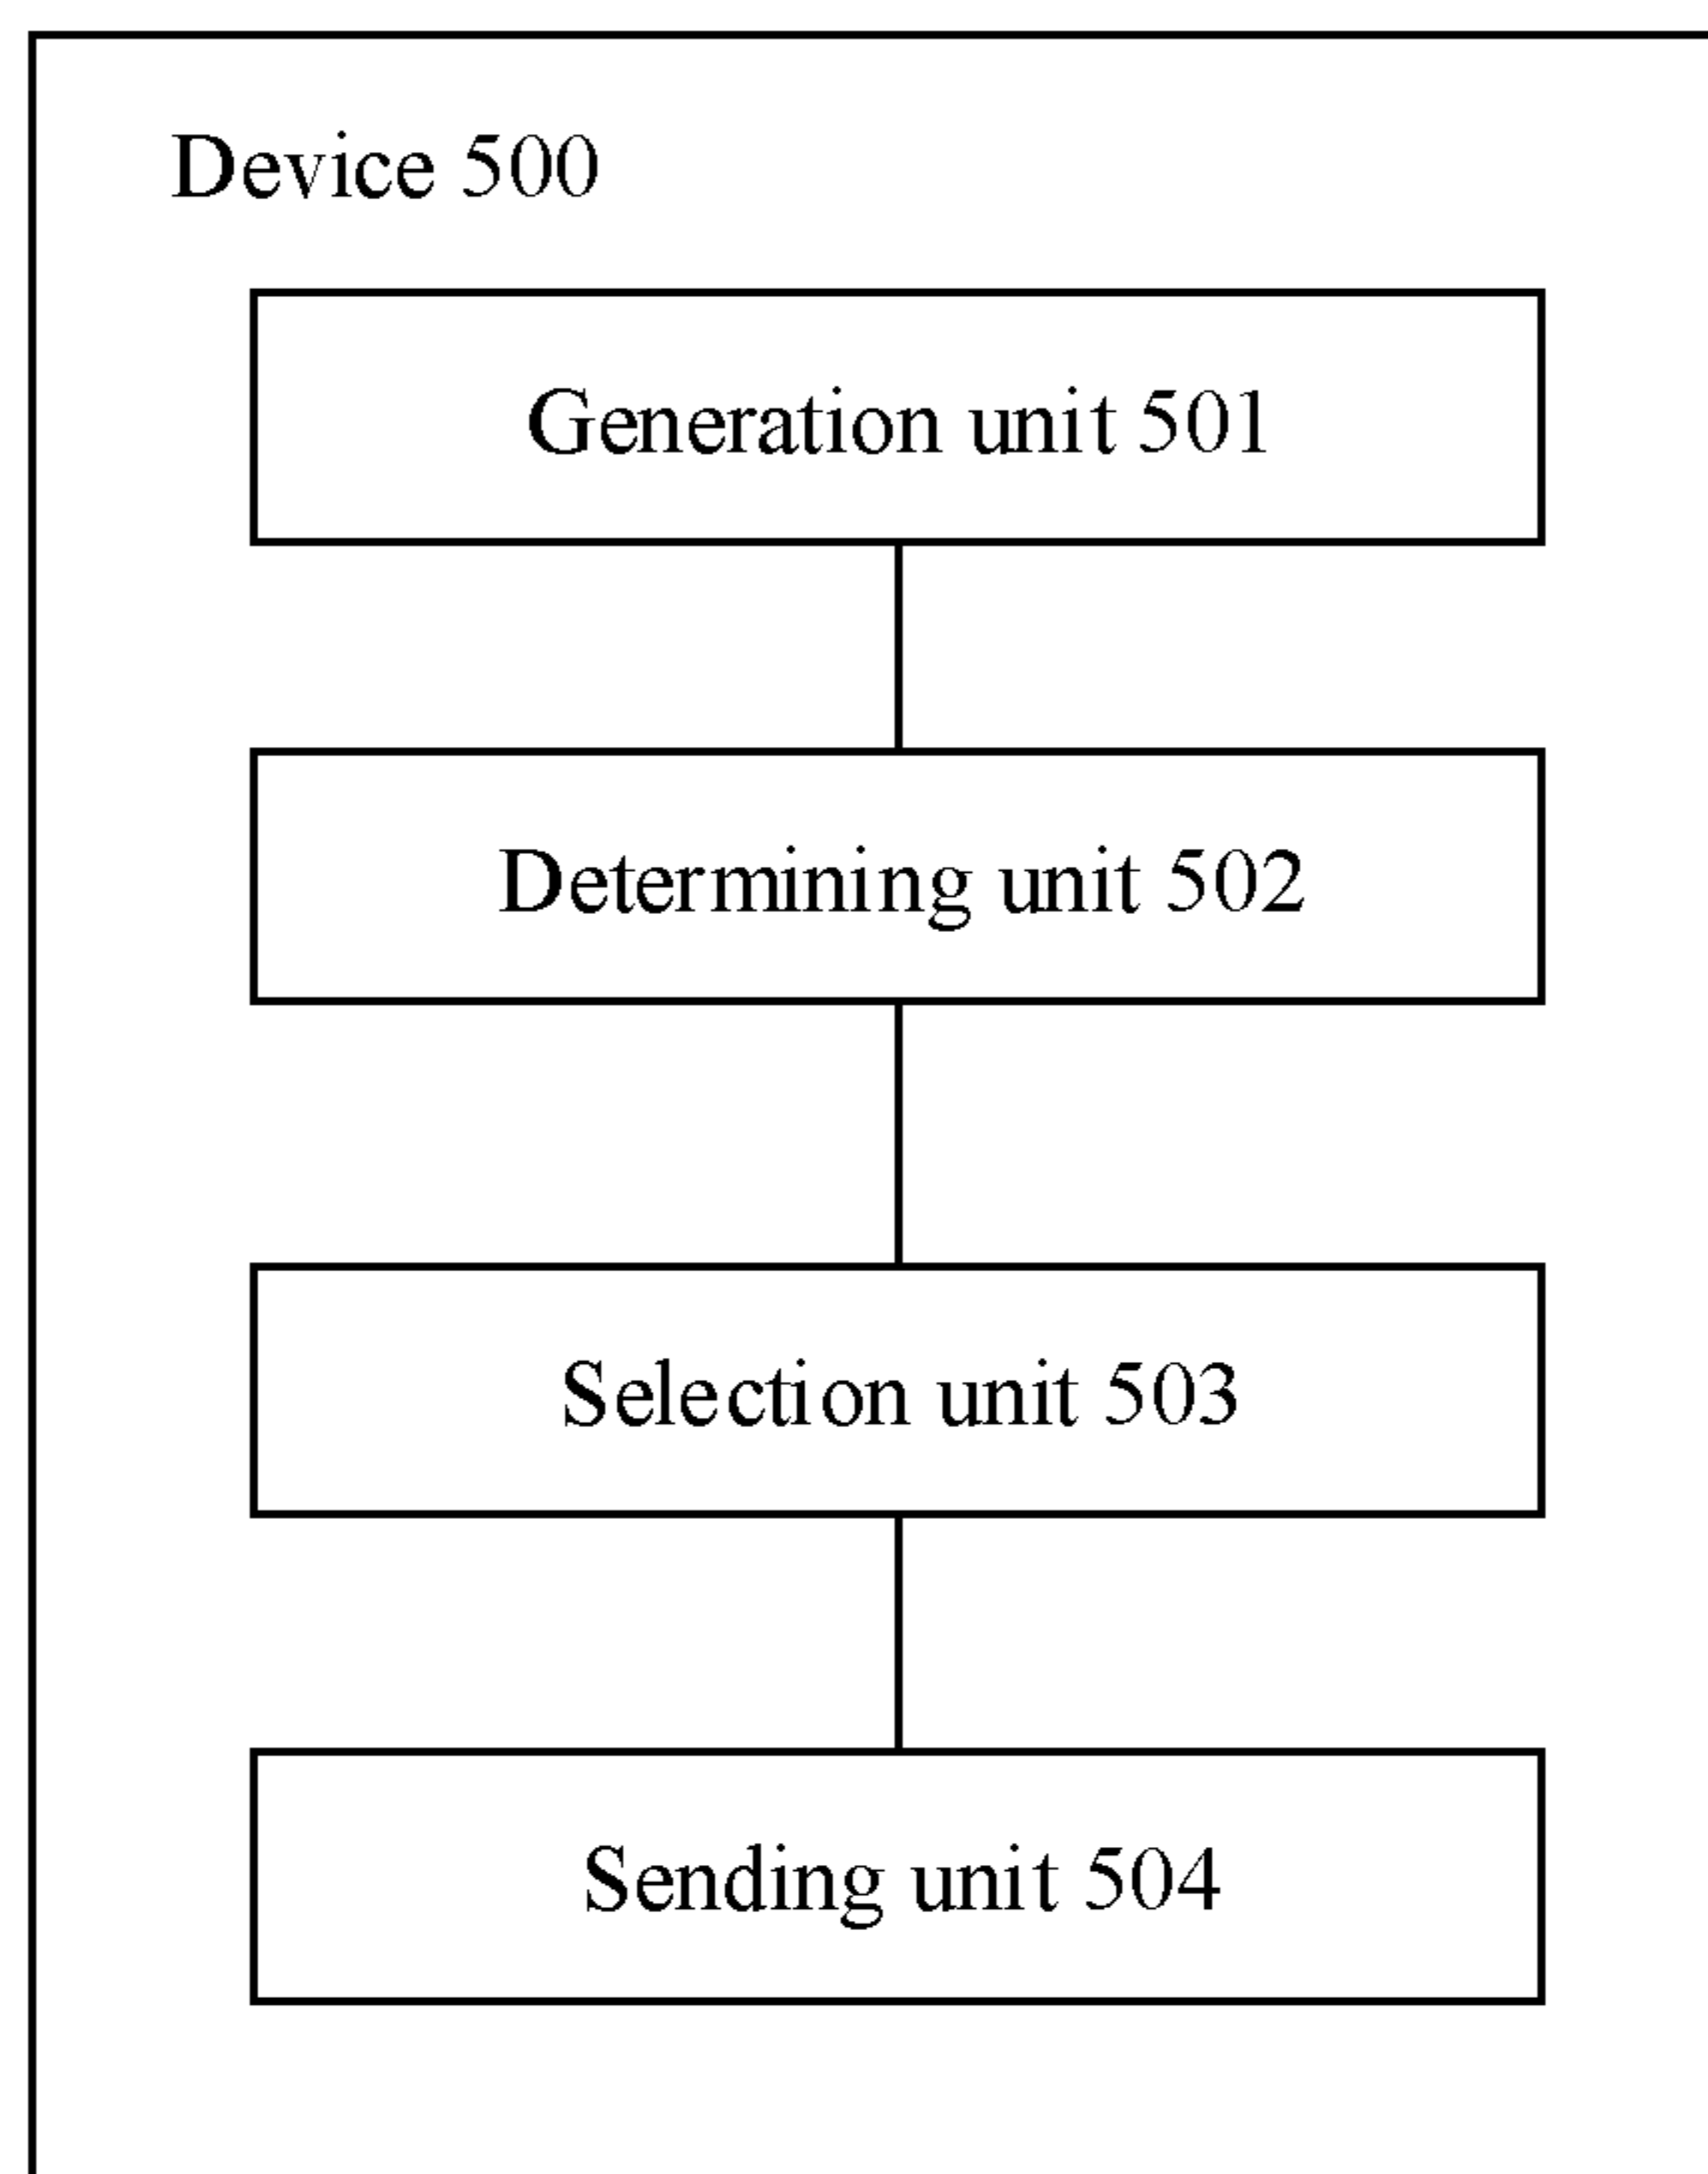 Device 500
Generation unit 501
Determining unit 502
Selection unit 503
Sending unit 504